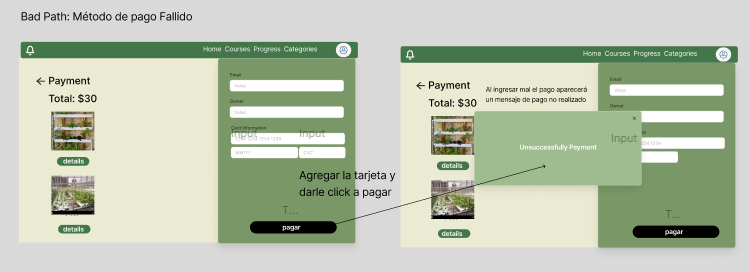 Bad Path: Método de pago Fallido
Home Courses Progress Categories
Payment
Total: $30
details
details
Email
Value
Owner
Value
Card Information
Input Input
1234 1234 1234 1234
MM/YY CVC
T...
pagar
Agregar la tarjeta y
darle click a pagar
Home Courses Progress Categories
Payment
Total: $30
Al ingresar mal el pago aparecerá
un mensaje de pago no realizado
details
details
Email
Value
Owner
Unsuccessfully Payment
×
Input
1234 1234
T...
pagar